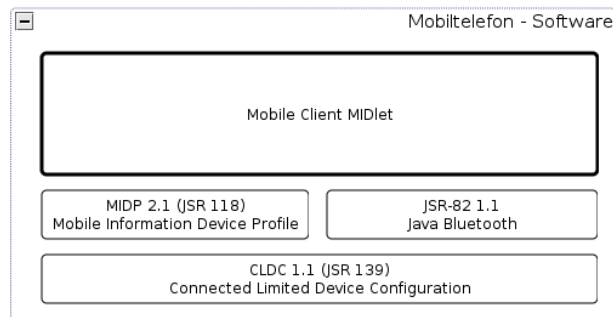 Mobiltelefon - Software
Mobile Client MIDlet
MIDP 2.1 (JSR 118)
Mobile Information Device Profile
JSR-82 1.1
Java Bluetooth
CLDC 1.1 (JSR 139)
Connected Limited Device Configuration